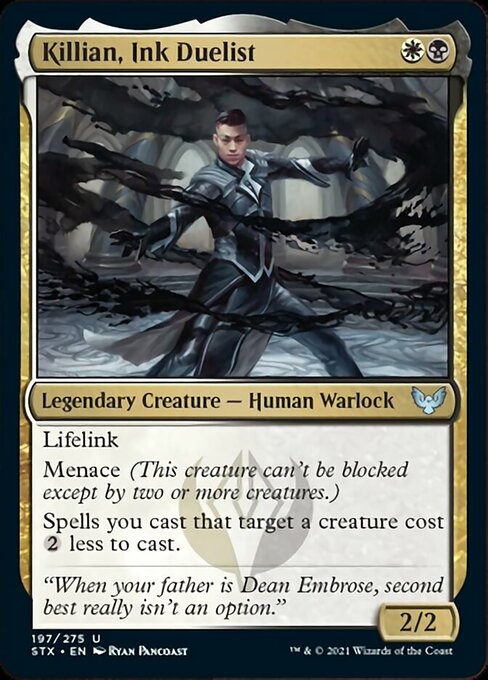 Killian, Ink Duelist
Legendary Creature — Human Warlock
Lifelink
Menace (This creature can't be blocked
except by two or more creatures.)
Spells you cast that target a creature cost
2 less to cast.
“When your father is Dean Embrose, second
best really isn't an option.”
2/2
197/275 U
STX • EN Ryan Pancoast
™ & © 2021 Wizards of the Coast